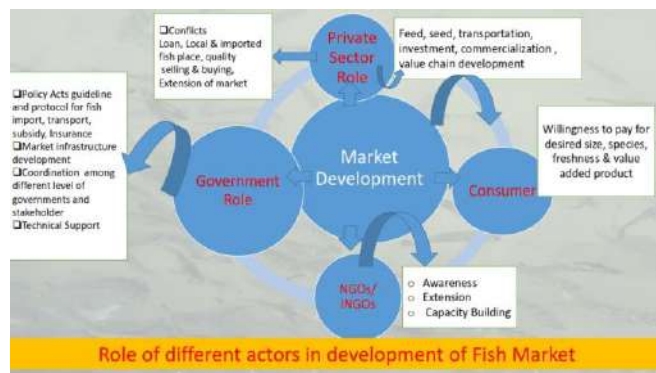 ❑Conflicts
Loan, Local & imported
fish place, quality
selling & buying,
Extension of market
Private
Sector
Role
Feed, seed, transportation,
investment, commercialization ,
value chain development
❑Policy Acts guideline
and protocol for fish
import, transport,
subsidy, Insurance
❑Market infrastructure
development
❑Coordination among
different level of
governments and
stakeholder
❑Technical Support
Government
Role
Market
Development
Consumer
Willingness to pay for
desired size, species,
freshness & value
added product
NGOs/
INGOs
o Awareness
o Extension
o Capacity Building
Role of different actors in development of Fish Market